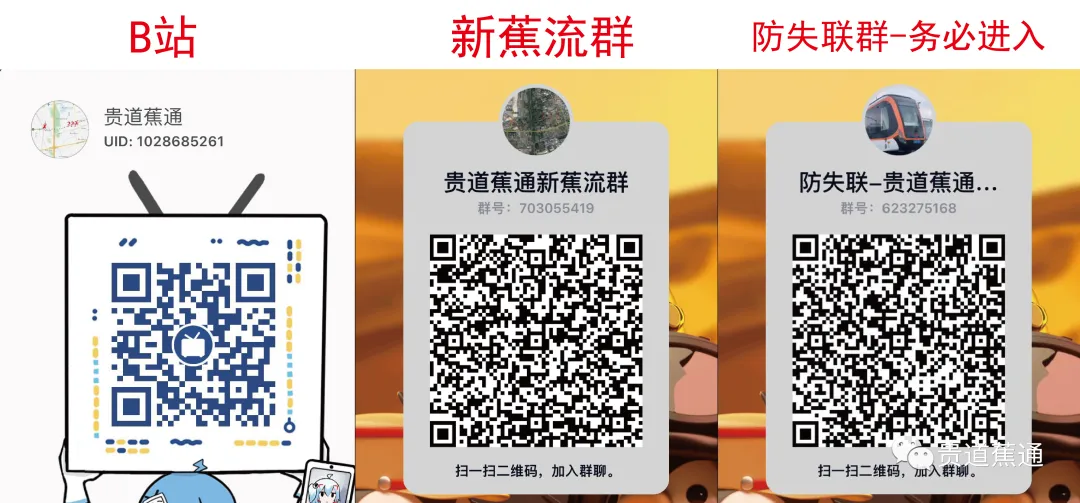 B站
新蕉流群
防失联群-务必进入
贵道蕉通
UID: 1028685261
贵道蕉通新蕉流群
群号：703055419
扫一扫二维码，加入群聊。
防失联-贵道蕉通...
群号：623275168
扫一扫二维码，加入群聊。
贵道蕉通